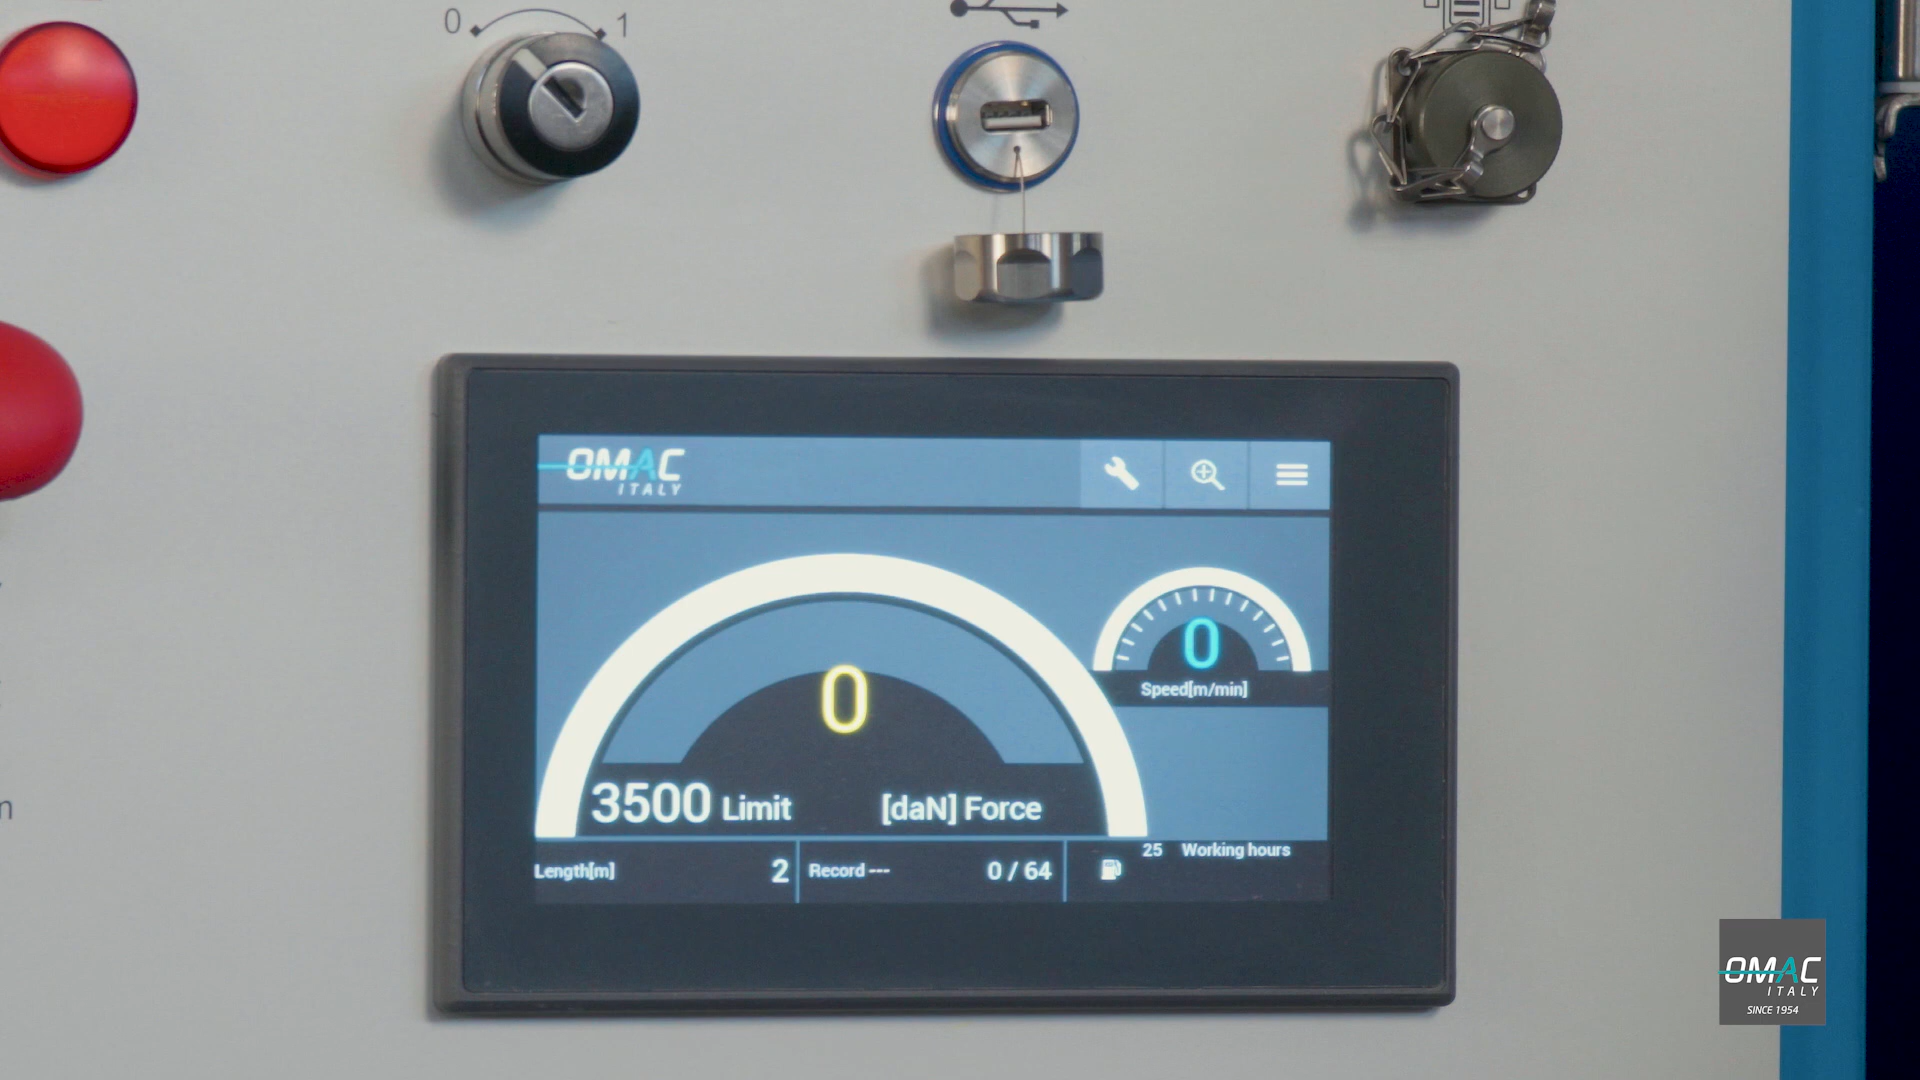 0 1
OMAC
ITALY
0
0
Speed[m/min]
3500 Limit [daN] Force
Length[m] 2 Record --- 0 / 64 25 Working hours
OMAC
ITALY
SINCE 1954